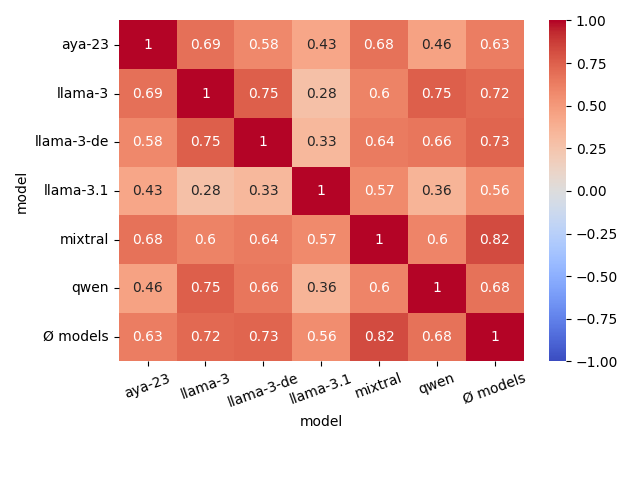 aya-23 1 0.69 0.58 0.43 0.68 0.46 0.63
llama-3 0.69 1 0.75 0.28 0.6 0.75 0.72
llama-3-de 0.58 0.75 1 0.33 0.64 0.66 0.73
llama-3.1 0.43 0.28 0.33 1 0.57 0.36 0.56
mixtral 0.68 0.6 0.64 0.57 1 0.6 0.82
qwen 0.46 0.75 0.66 0.36 0.6 1 0.68
Ø models 0.63 0.72 0.73 0.56 0.82 0.68 1
model
aya-23 llama-3 llama-3-de llama-3.1 mixtral qwen Ø models
model
1.00
0.75
0.50
0.25
0.00
−0.25
−0.50
−0.75
−1.00